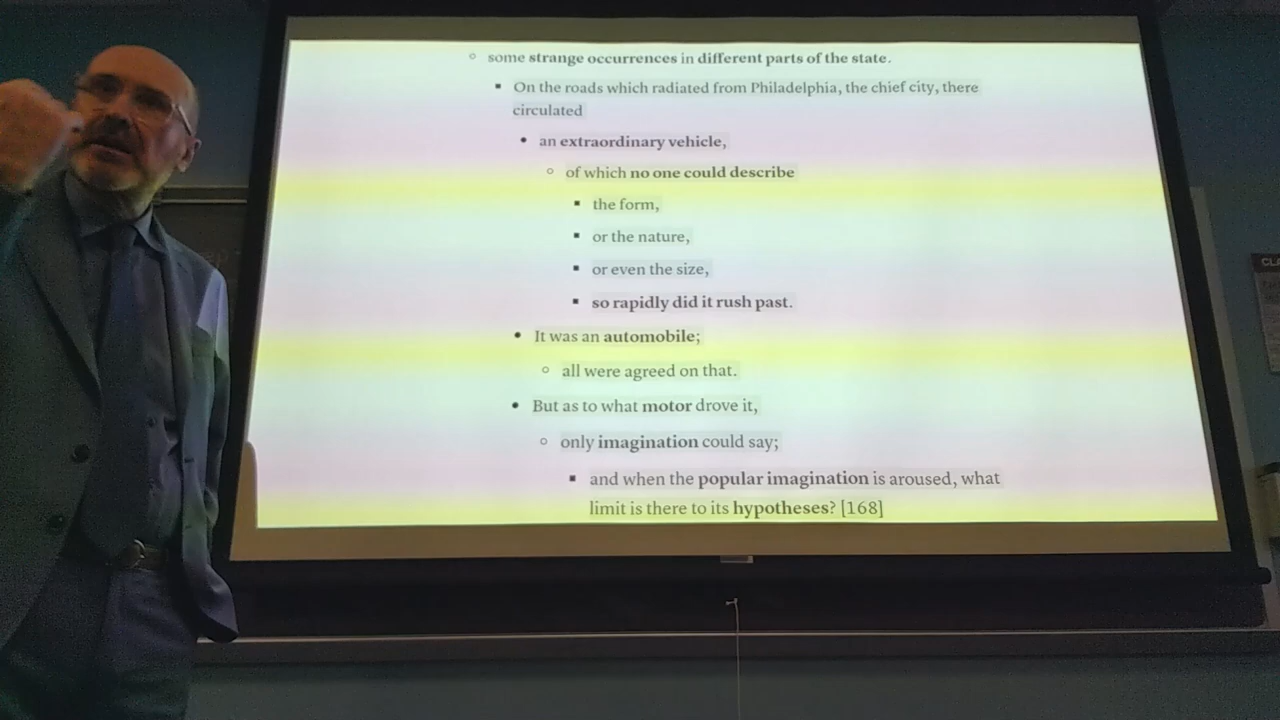 some strange occurrences in different parts of the state.
On the roads which radiated from Philadelphia, the chief city, there
circulated
an extraordinary vehicle,
of which no one could describe
the form,
or the nature,
or even the size,
so rapidly did it rush past.
It was an automobile;
all were agreed on that.
But as to what motor drove it,
only imagination could say;
and when the popular imagination is aroused, what
limit is there to its hypotheses? [168]
CLA